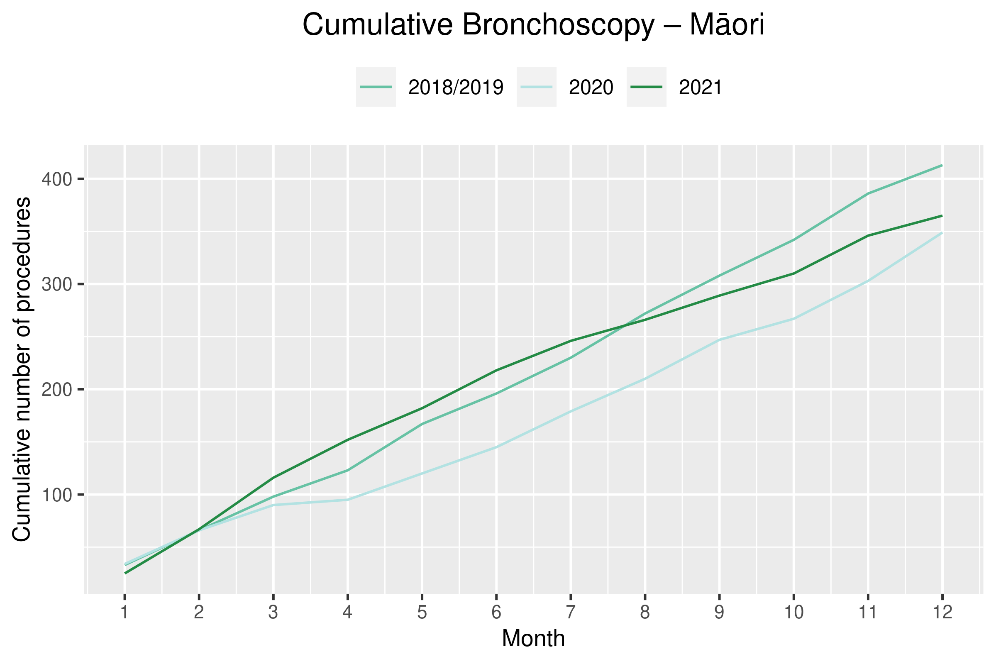 Cumulative Bronchoscopy – Māori
2018/2019 2020 2021
Cumulative number of procedures
400
300
200
100
1 2 3 4 5 6 7 8 9 10 11 12
Month